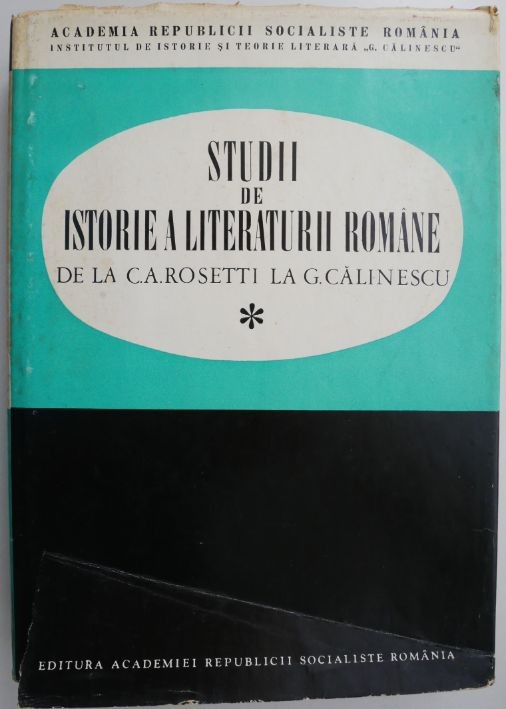 ACADEMIA REPUBLICII SOCIALISTE ROMÂNIA
INSTITUTUL DE ISTORIE ȘI TEORIE LITERARĂ „G. CĂLINESCU"
STUDII
DE
ISTORIE A LITERATURII ROMÂNE
DE LA C.A.ROSETTI LA G.CĂLINESCU
*
EDITURA ACADEMIEI REPUBLICII SOCIALISTE ROMÂNIA